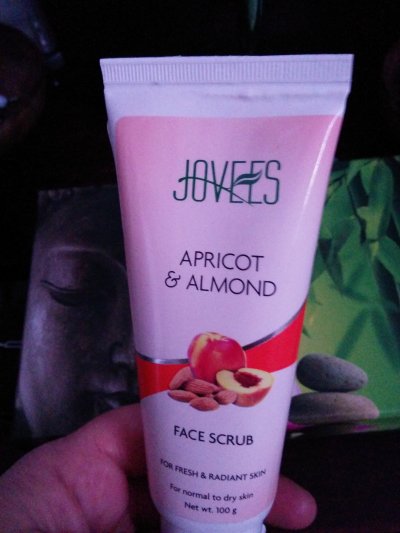 JOVEES
APRICOT
& ALMOND
FACE SCRUB
FOR FRESH & RADIANT SKIN
For normal to dry skin
Net wt. 100 g